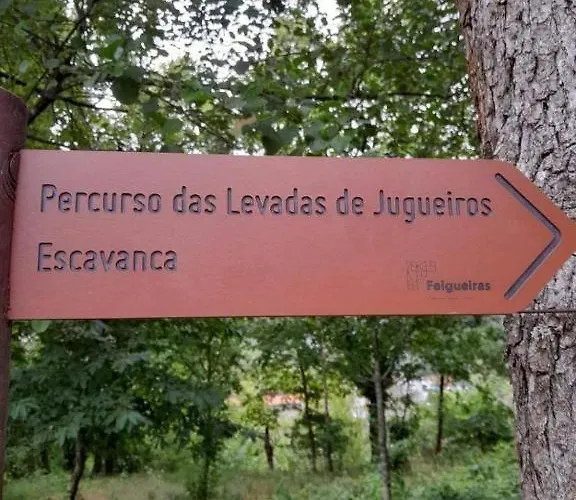 Percurso das Levadas de Jugueiros
Escavanca
Felgueiras